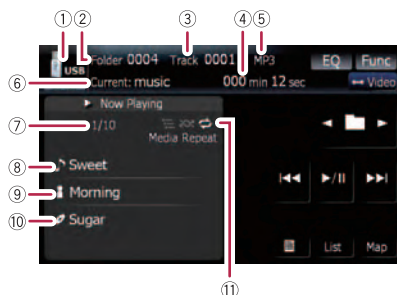 ① ② ③ ④ ⑤
USB Folder 0004 Track 0001 MP3 EQ Func
⑥ Current: music 000 min 12 sec Video
Now Playing
⑦ 1/10
Media Repeat
⑧ Sweet
⑨ Morning
⑩ Sugar
List Map
⑪